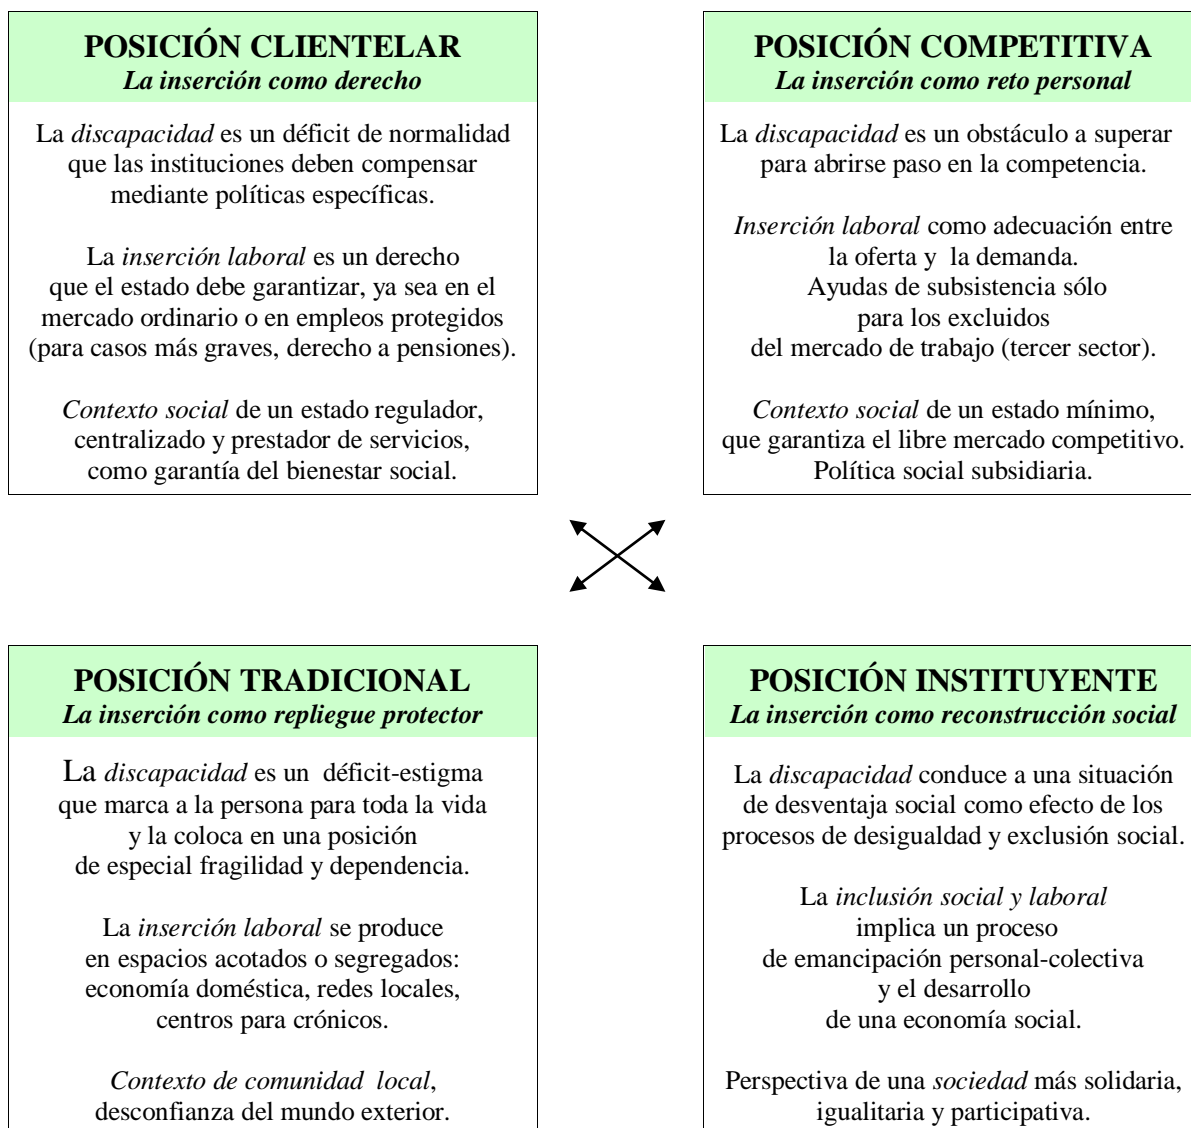 POSICIÓN CLIENTELAR
La inserción como derecho
La discapacidad es un déficit de normalidad
que las instituciones deben compensar
mediante políticas específicas.
La inserción laboral es un derecho
que el estado debe garantizar, ya sea en el
mercado ordinario o en empleos protegidos
(para casos más graves, derecho a pensiones).
Contexto social de un estado regulador,
centralizado y prestador de servicios,
como garantía del bienestar social.
POSICIÓN COMPETITIVA
La inserción como reto personal
La discapacidad es un obstáculo a superar
para abrirse paso en la competencia.
Inserción laboral como adecuación entre
la oferta y la demanda.
Ayudas de subsistencia sólo
para los excluidos
del mercado de trabajo (tercer sector).
Contexto social de un estado mínimo,
que garantiza el libre mercado competitivo.
Política social subsidiaria.
POSICIÓN TRADICIONAL
La inserción como repliegue protector
La discapacidad es un déficit-estigma
que marca a la persona para toda la vida
y la coloca en una posición
de especial fragilidad y dependencia.
La inserción laboral se produce
en espacios acotados o segregados:
economía doméstica, redes locales,
centros para crónicos.
Contexto de comunidad local,
desconfianza del mundo exterior.
POSICIÓN INSTITUYENTE
La inserción como reconstrucción social
La discapacidad conduce a una situación
de desventaja social como efecto de los
procesos de desigualdad y exclusión social.
La inclusión social y laboral
implica un proceso
de emancipación personal-colectiva
y el desarrollo
de una economía social.
Perspectiva de una sociedad más solidaria,
igualitaria y participativa.